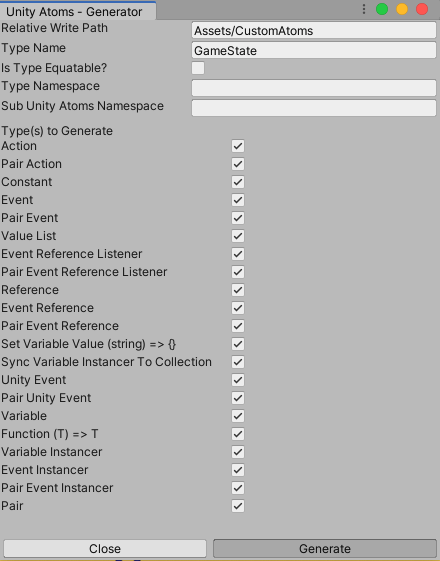 Unity Atoms - Generator
Relative Write Path Assets/CustomAtoms
Type Name GameState
Is Type Equatable?
Type Namespace
Sub Unity Atoms Namespace
Type(s) to Generate
Action
Pair Action
Constant
Event
Pair Event
Value List
Event Reference Listener
Pair Event Reference Listener
Reference
Event Reference
Pair Event Reference
Set Variable Value (string) => {}
Sync Variable Instancer To Collection
Unity Event
Pair Unity Event
Variable
Function (T) => T
Variable Instancer
Event Instancer
Pair Event Instancer
Pair
Close Generate